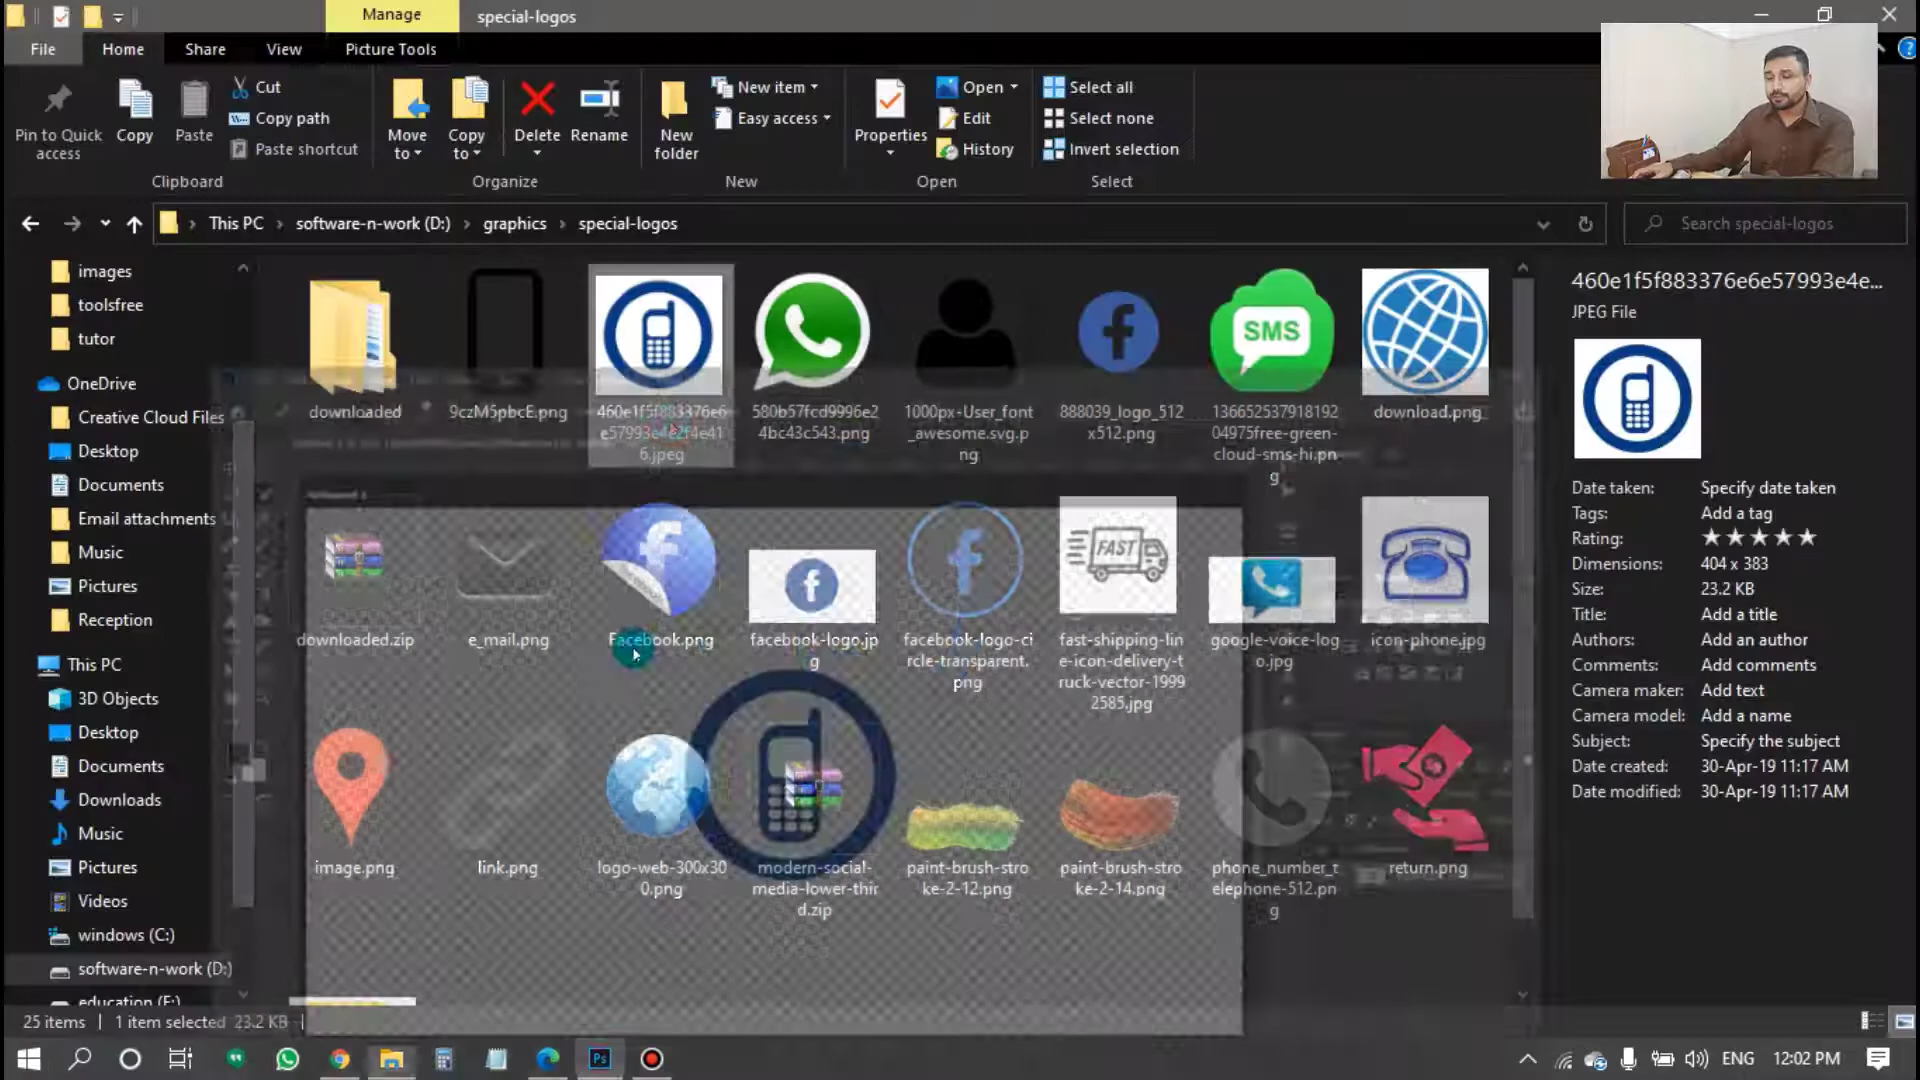 Manage
special-logos
File
Home
Share
View
Picture Tools
Pin to Quick
access
Copy
Paste
Cut
Copy path
Paste shortcut
Move
to
Copy
to
Delete
Rename
New
folder
New item
Easy access
Properties
Open
Edit
History
Select all
Select none
Invert selection
Clipboard
Organize
New
Open
Select
This PC
software-n-work (D:)
graphics
special-logos
Search special-logos
images
toolsfree
tutor
OneDrive
Creative Cloud Files
Desktop
Documents
Email attachments
Music
Pictures
Reception
This PC
3D Objects
Desktop
Documents
Downloads
Music
Pictures
Videos
windows (C:)
software-n-work (D:)
education (F:)
SMS
downloaded
9czM5pbcE.png
460e1f5f883376e6
e57993e4e2f4e41
6.jpeg
580b57fcd9996e2
4bc43c543.png
1000px-User_font
_awesome.svg.p
ng
888039_logo_512
x512.png
136652537918192
04975free-green-
cloud-sms-hi.pn
g
download.png
FAST
downloaded.zip
e_mail.png
Facebook.png
facebook-logo.jp
g
facebook-logo-ci
rcle-transparent.
png
fast-shipping-lin
e-icon-delivery-t
ruck-vector-1999
2585.jpg
google-voice-log
o.jpg
icon-phone.jpg
image.png
link.png
logo-web-300x30
0.png
modern-social-
media-lower-thir
d.zip
paint-brush-stro
ke-2-12.png
paint-brush-stro
ke-2-14.png
phone_number_t
elephone-512.pn
g
return.png
460e1f5f883376e6e57993e4e...
JPEG File
Date taken: Specify date taken
Tags: Add a tag
Rating:
Dimensions: 404 x 383
Size: 23.2 KB
Title: Add a title
Authors: Add an author
Comments: Add comments
Camera maker: Add text
Camera model: Add a name
Subject: Specify the subject
Date created: 30-Apr-19 11:17 AM
Date modified: 30-Apr-19 11:17 AM
25 items
1 item selected 23.2 KB
Ps
ENG
12:02 PM